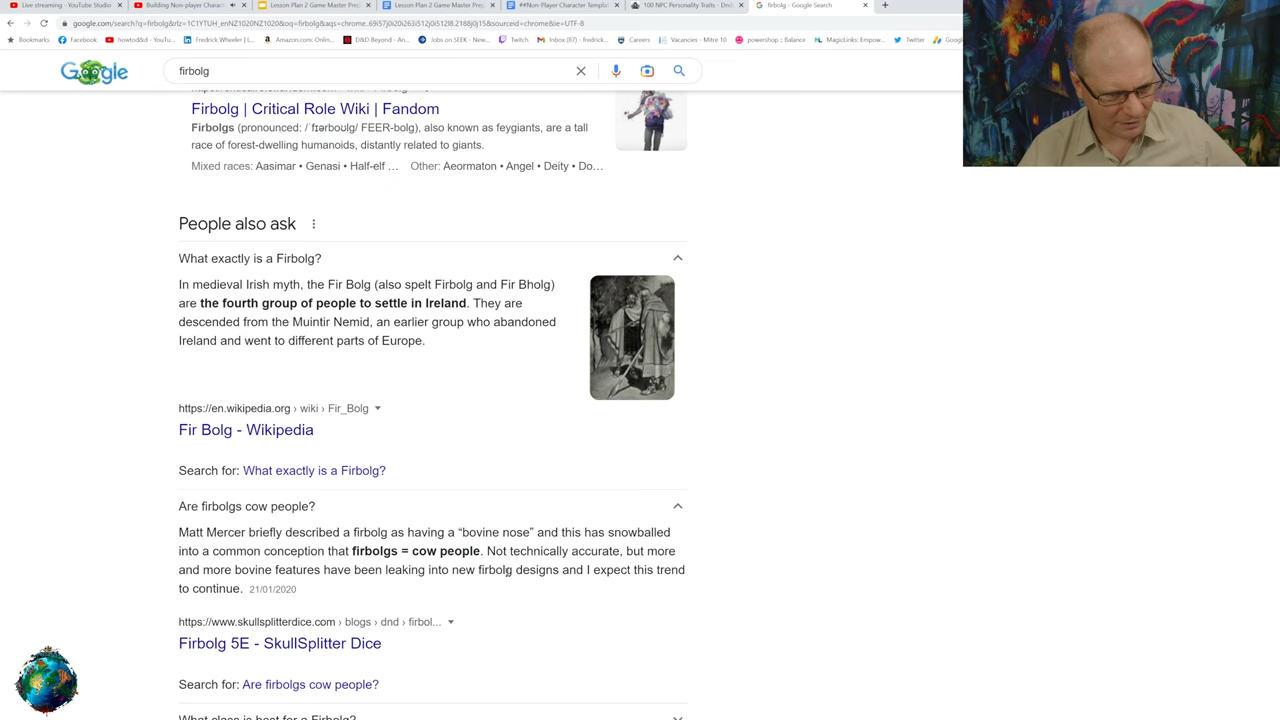 Live streaming - YouTube Studio
Building Non-player Charac
Lesson Plan 2 Game Master Prep
Lesson Plan 2 Game Master Prep
##Non-Player Character Templat
100 NPC Personality Traits - Dn
firbolg - Google Search
google.com/search?q=firbolg&rlz=1C1YTUH_enNZ1020NZ1020&oq=firbolg&aqs=chrome..69i57j0i20i263i512j0i512l8.2188j0j15&sourceid=chrome&ie=UTF-8
Bookmarks
Facebook
howtod&d - YouTu...
Fredrick Wheeler | L...
Amazon.com: Onlin...
D&D Beyond - An...
Jobs on SEEK - New...
Twitch
Inbox (87) - fredrick...
Careers
Vacancies - Mitre 10
powershop :: Balance
MagicLinks: Empow...
Twitter
Googl
Google
firbolg
Firbolg | Critical Role Wiki | Fandom
Firbolgs (pronounced: / ˈfɪərboʊlg/ FEER-bolg), also known as feygiants, are a tall
race of forest-dwelling humanoids, distantly related to giants.
Mixed races: Aasimar • Genasi • Half-elf ... Other: Aeormaton • Angel • Deity • Do...
People also ask
What exactly is a Firbolg?
In medieval Irish myth, the Fir Bolg (also spelt Firbolg and Fir Bholg)
are the fourth group of people to settle in Ireland. They are
descended from the Muintir Nemid, an earlier group who abandoned
Ireland and went to different parts of Europe.
https://en.wikipedia.org › wiki › Fir_Bolg
Fir Bolg - Wikipedia
Search for: What exactly is a Firbolg?
Are firbolgs cow people?
Matt Mercer briefly described a firbolg as having a “bovine nose” and this has snowballed
into a common conception that firbolgs = cow people. Not technically accurate, but more
and more bovine features have been leaking into new firbolg designs and I expect this trend
to continue. 21/01/2020
https://www.skullsplitterdice.com › blogs › dnd › firbol...
Firbolg 5E - SkullSplitter Dice
Search for: Are firbolgs cow people?
What class is best for a Firbolg?